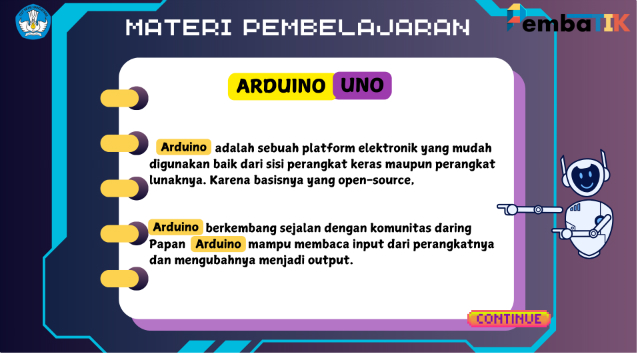 MATERI PEMBELAJARAN
PembaTIK
ARDUINO UNO
Arduino adalah sebuah platform elektronik yang mudah
digunakan baik dari sisi perangkat keras maupun perangkat
lunaknya. Karena basisnya yang open-source,
Arduino berkembang sejalan dengan komunitas daring
Papan Arduino mampu membaca input dari perangkatnya
dan mengubahnya menjadi output.
CONTINUE